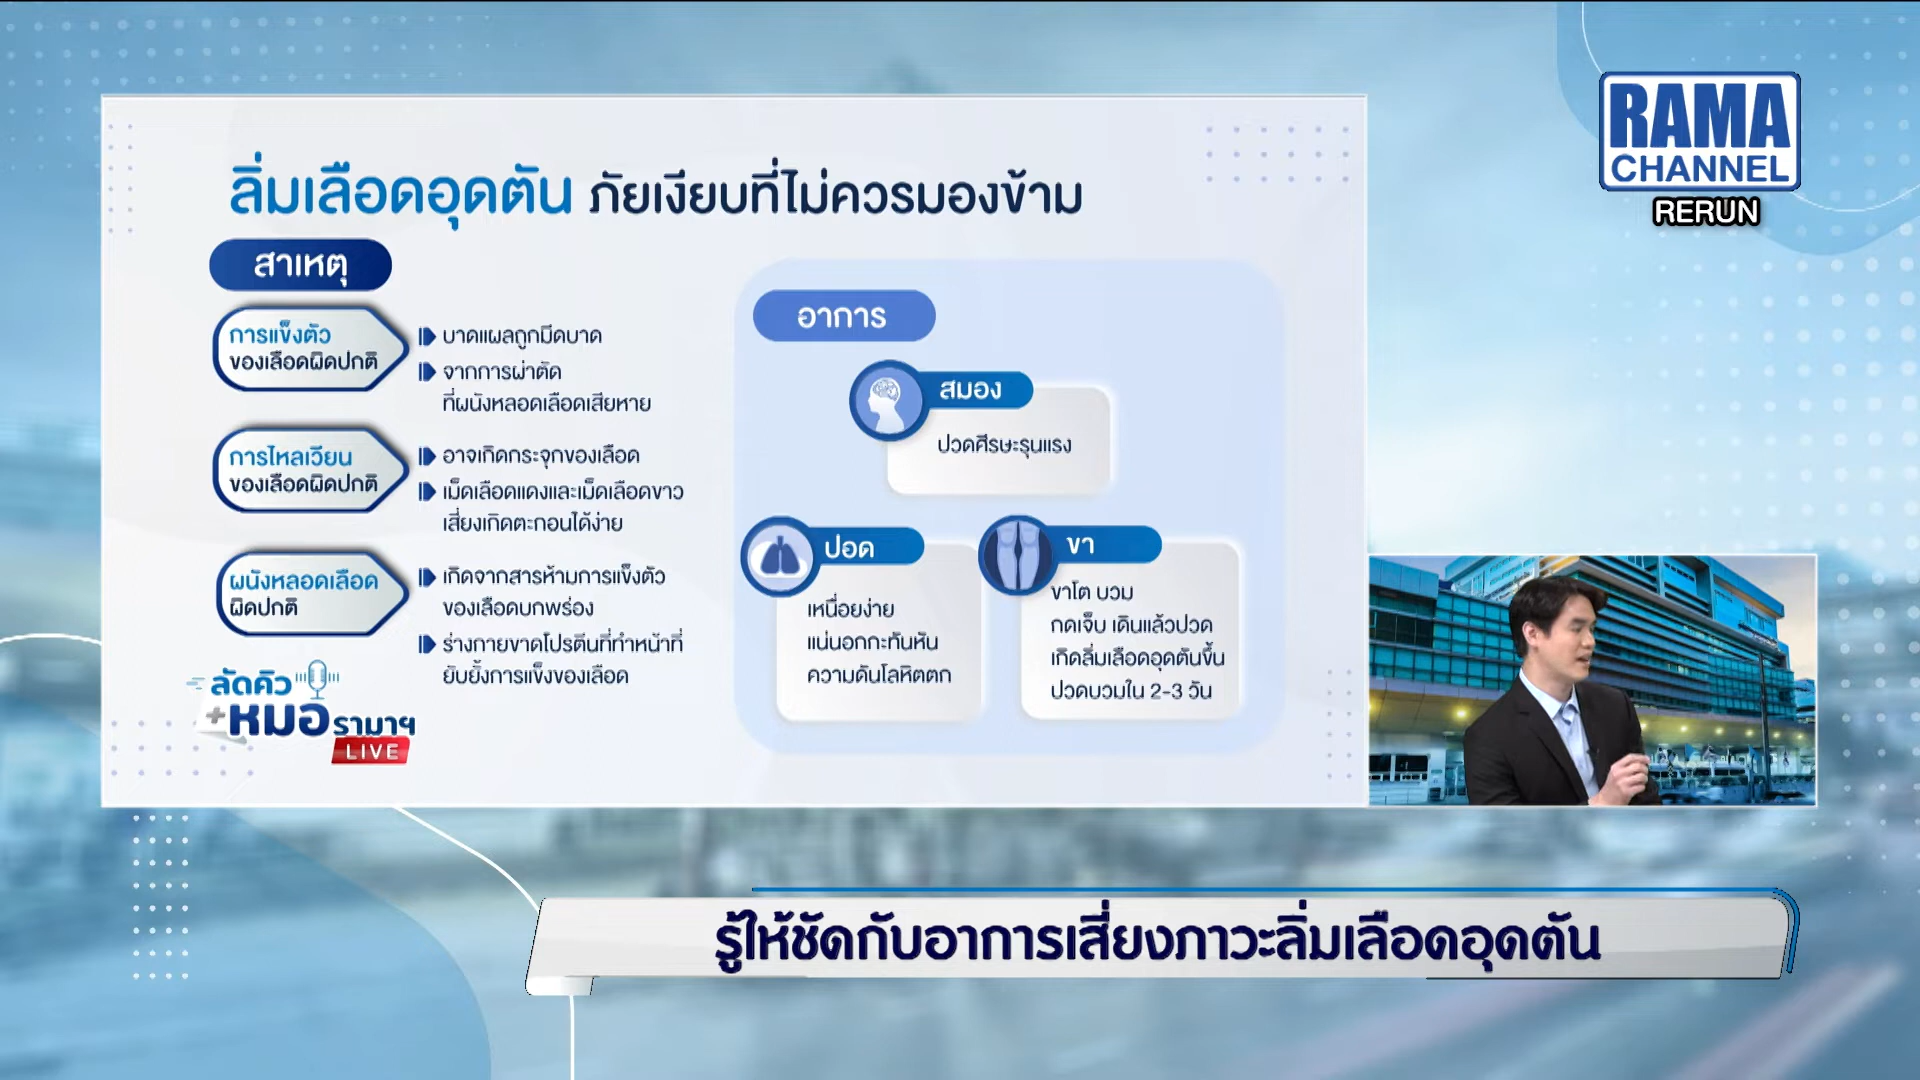 RAMA
CHANNEL
RERUN
ลิ่มเลือดอุดตัน ภัยเงียบที่ไม่ควรมองข้าม
สาเหตุ
การแข็งตัว
ของเลือดผิดปกติ
บาดแผลถูกมีดบาด
จากการผ่าตัด
ที่ผนังหลอดเลือดเสียหาย
การไหลเวียน
ของเลือดผิดปกติ
อาจเกิดกระจุกของเลือด
เม็ดเลือดแดงและเม็ดเลือดขาว
เสี่ยงเกิดตะกอนได้ง่าย
ผนังหลอดเลือด
ผิดปกติ
เกิดจากสารห้ามการแข็งตัว
ของเลือดบกพร่อง
ร่างกายขาดโปรตีนที่ทำหน้าที่
ยับยั้งการแข็งของเลือด
อาการ
สมอง
ปวดศีรษะรุนแรง
ปอด
เหนื่อยง่าย
แน่นอกกะทันหัน
ความดันโลหิตตก
ขา
ขาโต บวม
กดเจ็บ เดินแล้วปวด
เกิดลิ่มเลือดอุดตันขึ้น
ปวดบวมใน 2-3 วัน
ลัดคิว
หมอรามาฯ
LIVE
รู้ให้ชัดกับอาการเสี่ยงภาวะลิ่มเลือดอุดตัน